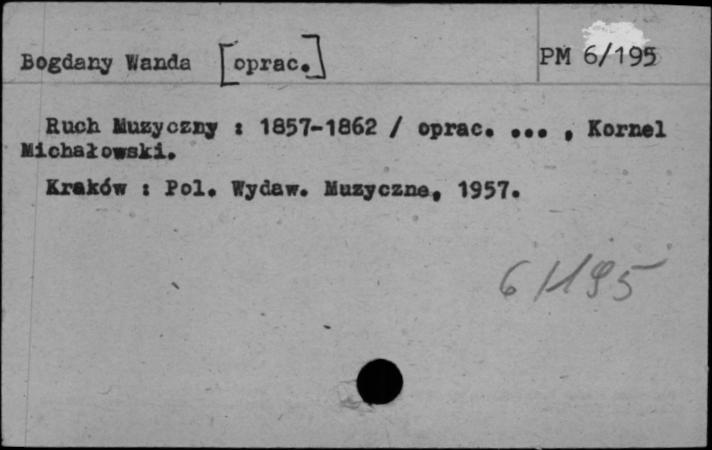 Bogdany Wanda [oprac.]
PM 6/195
Ruch Muzyczny : 1857-1862 / oprac. ... , Kornel
Michałowski.
Kraków : Pol. Wydaw. Muzyczne, 1957.
6/195